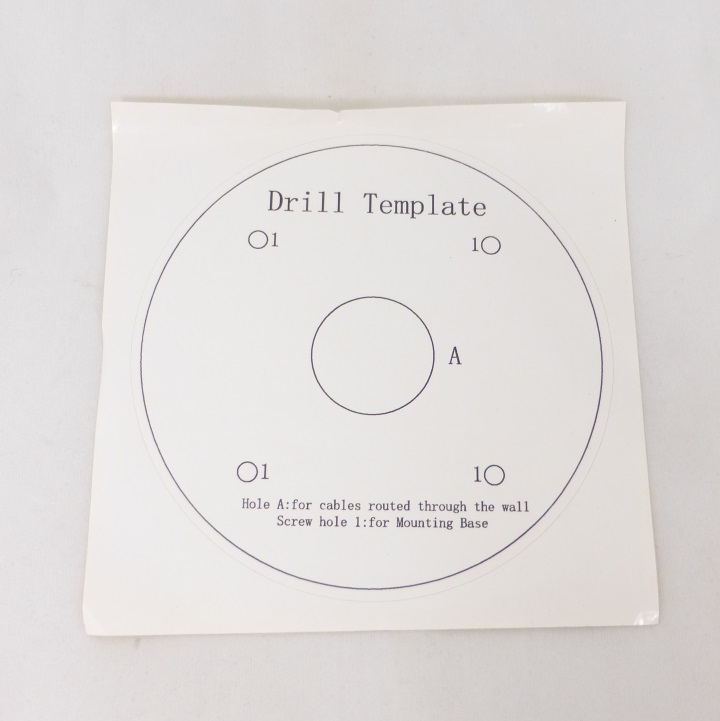 Drill Template
1 1
A
1 1
Hole A:for cables routed through the wall
Screw hole 1:for Mounting Base